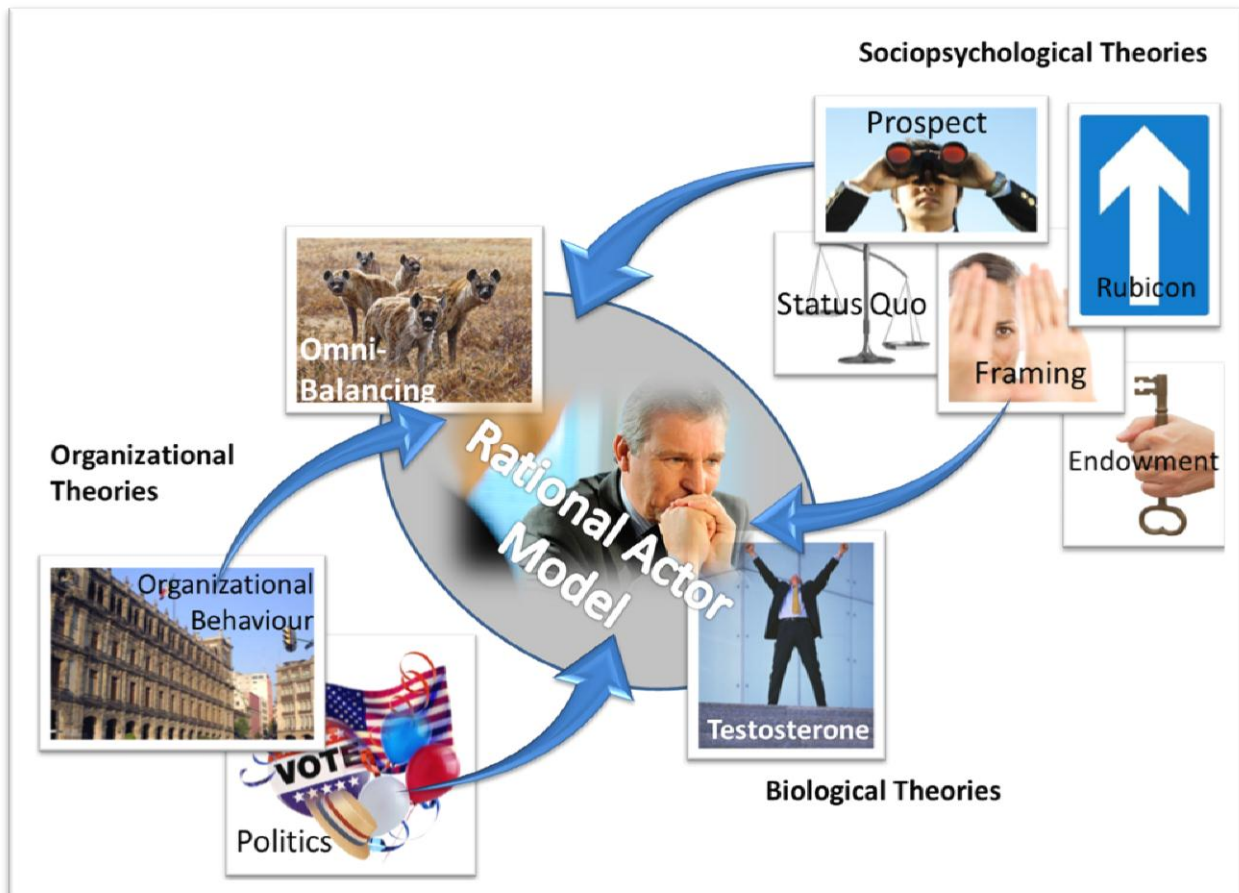 Sociopsychological Theories
Prospect
Rubicon
Status Quo
Framing
Endowment
Omni-
Balancing
Rational Actor
Model
Organizational
Theories
Organizational
Behaviour
VOTE
Politics
Testosterone
Biological Theories